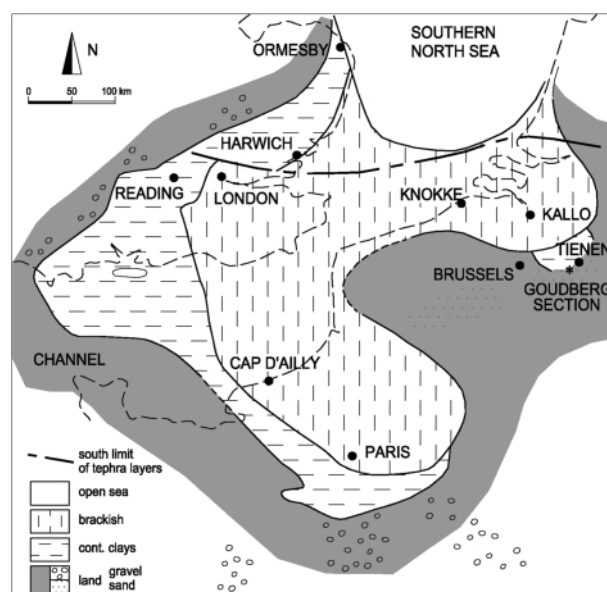 ORMESBY
SOUTHERN
NORTH SEA
N
0 50 100 km
HARWICH
READING
LONDON
KNOKKE
KALLO
TIENEN
BRUSSELS
*
GOUDBERG
SECTION
CHANNEL
CAP D'AILLY
PARIS
south limit
of tephra layers
open sea
brackish
cont. clays
land gravel
sand